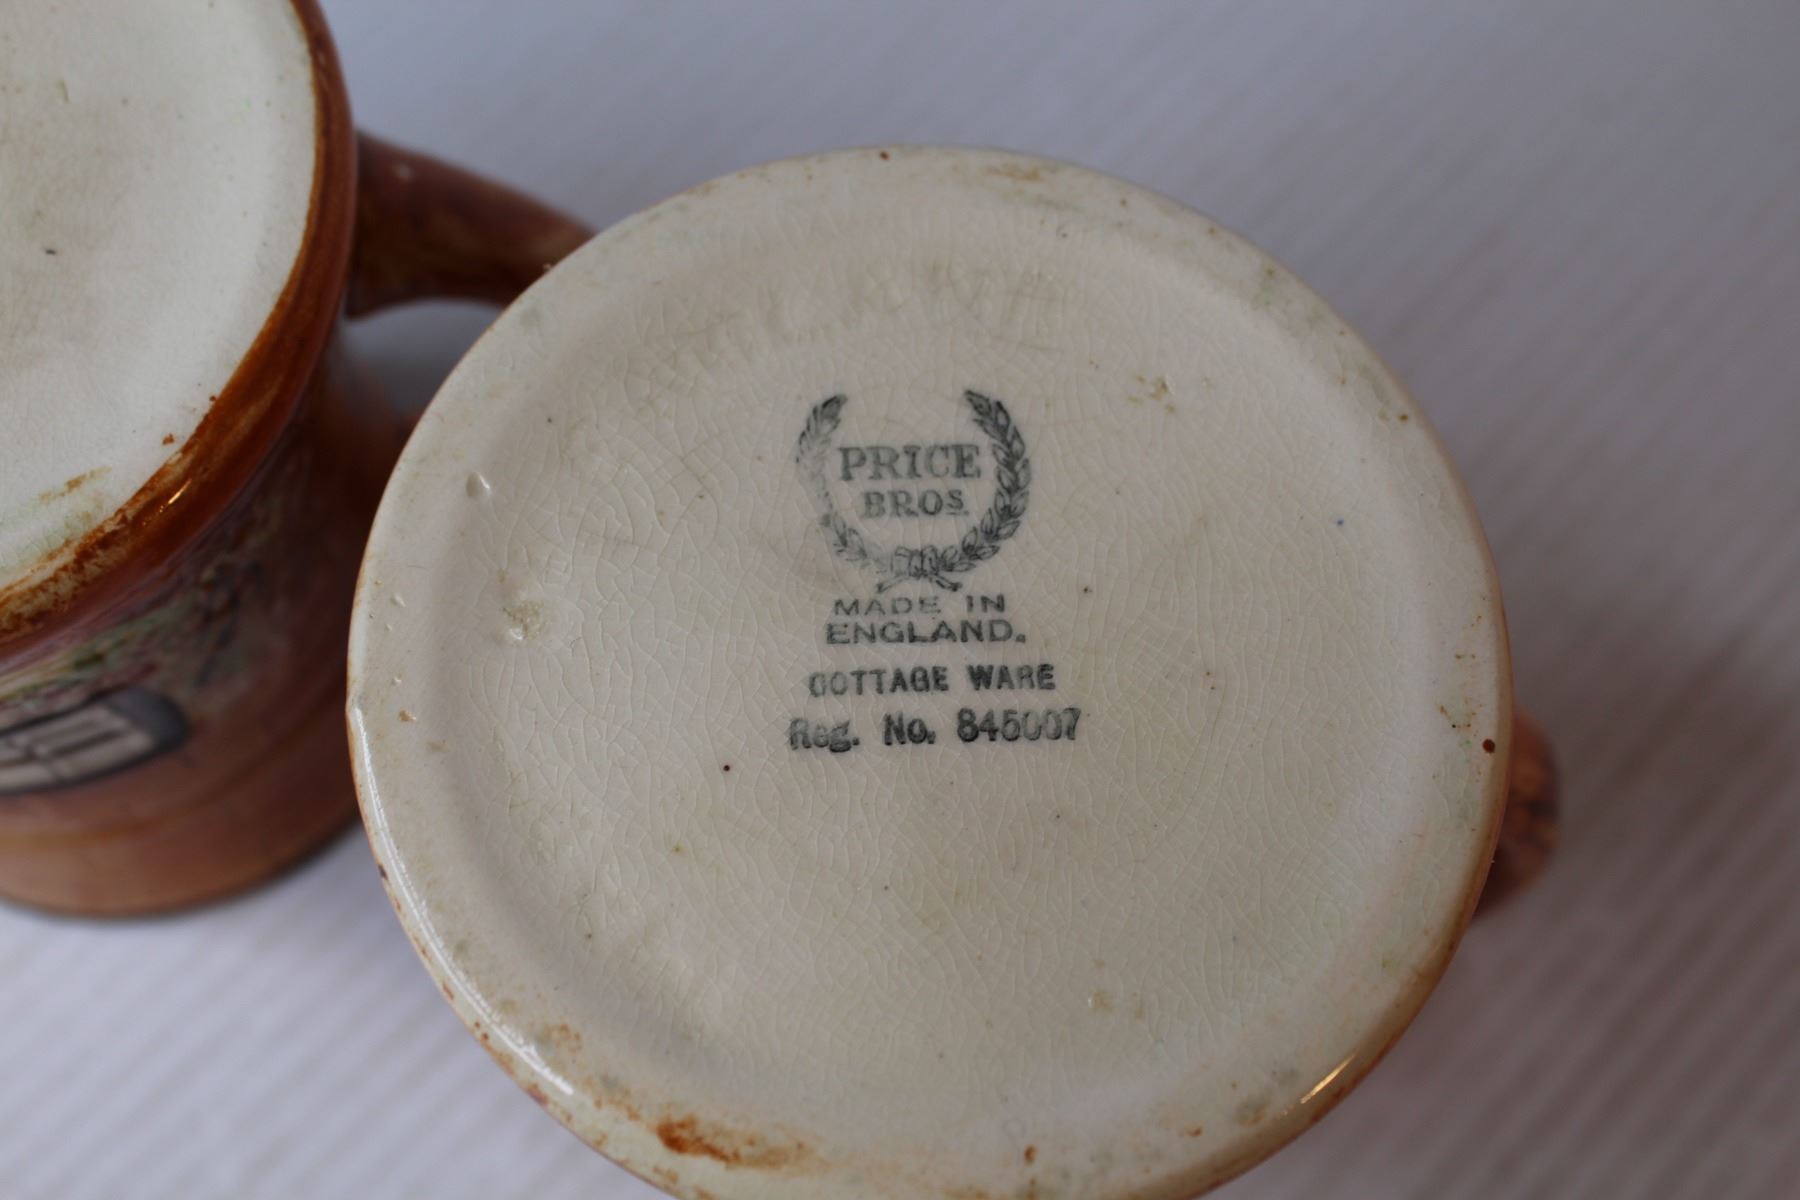 PRICE
BROS
MADE IN
ENGLAND.
COTTAGE WARE
Reg. No. 845007